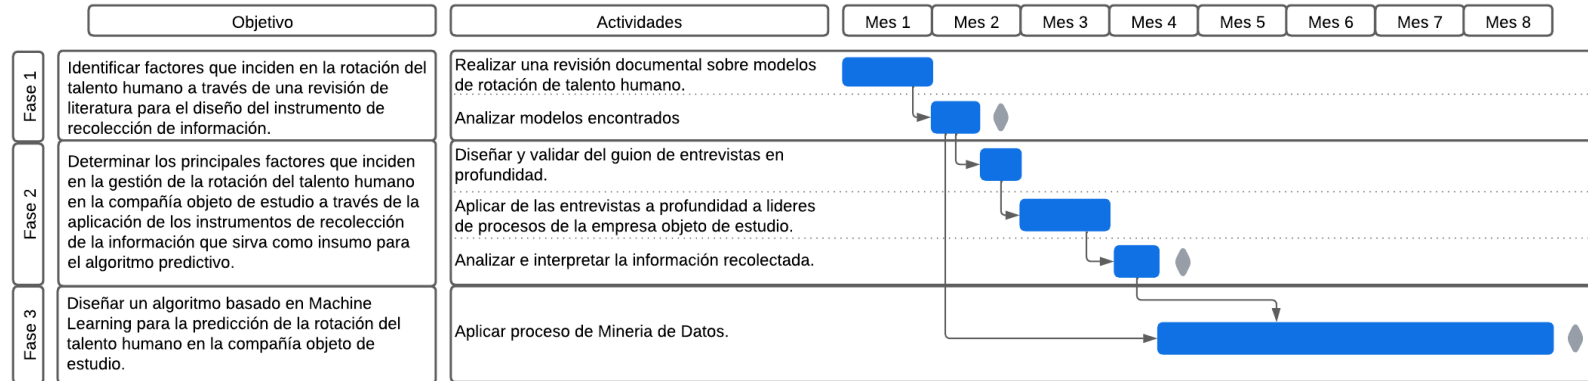 Objetivo
Actividades
Mes 1
Mes 2
Mes 3
Mes 4
Mes 5
Mes 6
Mes 7
Mes 8
Fase 1
Identificar factores que inciden en la rotación del
talento humano a través de una revisión de
literatura para el diseño del instrumento de
recolección de información.
Realizar una revisión documental sobre modelos
de rotación de talento humano.
Analizar modelos encontrados
Fase 2
Determinar los principales factores que inciden
en la gestión de la rotación del talento humano
en la compañía objeto de estudio a través de la
aplicación de los instrumentos de recolección
de la información que sirva como insumo para
el algoritmo predictivo.
Diseñar y validar del guion de entrevistas en
profundidad.
Aplicar de las entrevistas a profundidad a lideres
de procesos de la empresa objeto de estudio.
Analizar e interpretar la información recolectada.
Fase 3
Diseñar un algoritmo basado en Machine
Learning para la predicción de la rotación del
talento humano en la compañía objeto de
estudio.
Aplicar proceso de Mineria de Datos.